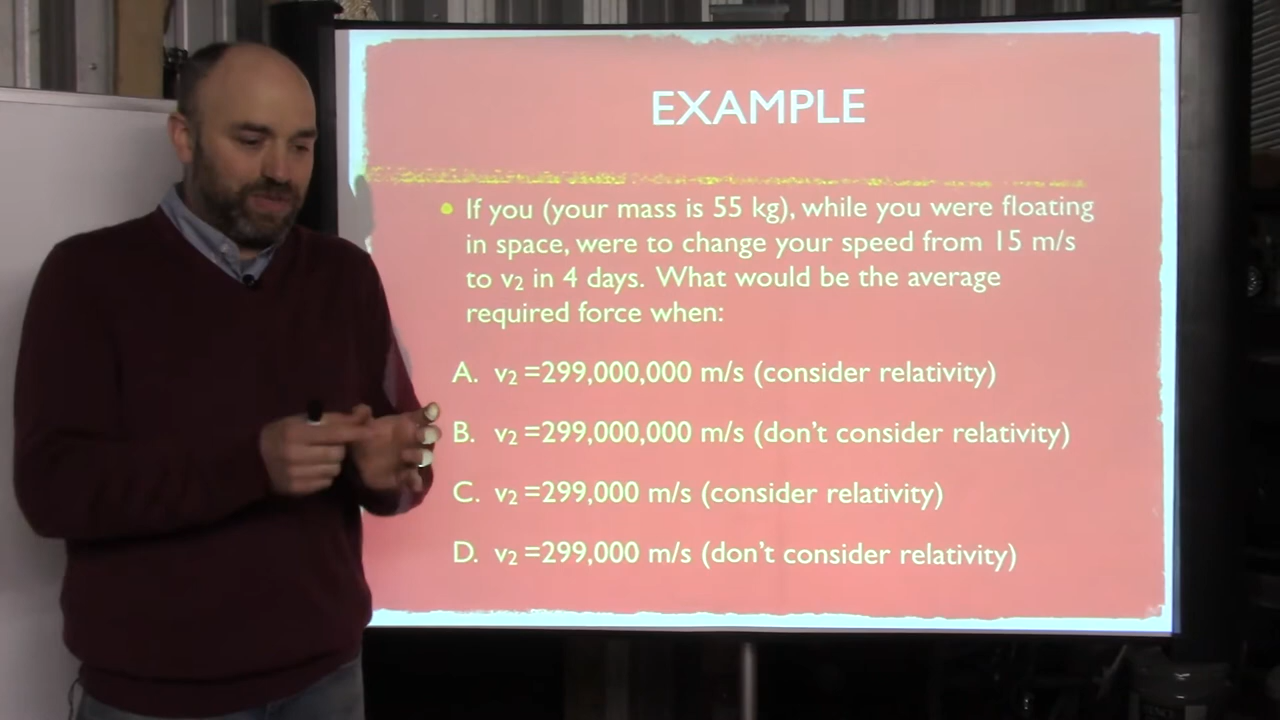 EXAMPLE
• If you (your mass is 55 kg), while you were floating
in space, were to change your speed from 15 m/s
to v₂ in 4 days. What would be the average
required force when:
A. v₂ =299,000,000 m/s (consider relativity)
B. v₂ =299,000,000 m/s (don't consider relativity)
C. v₂ =299,000 m/s (consider relativity)
D. v₂ =299,000 m/s (don't consider relativity)